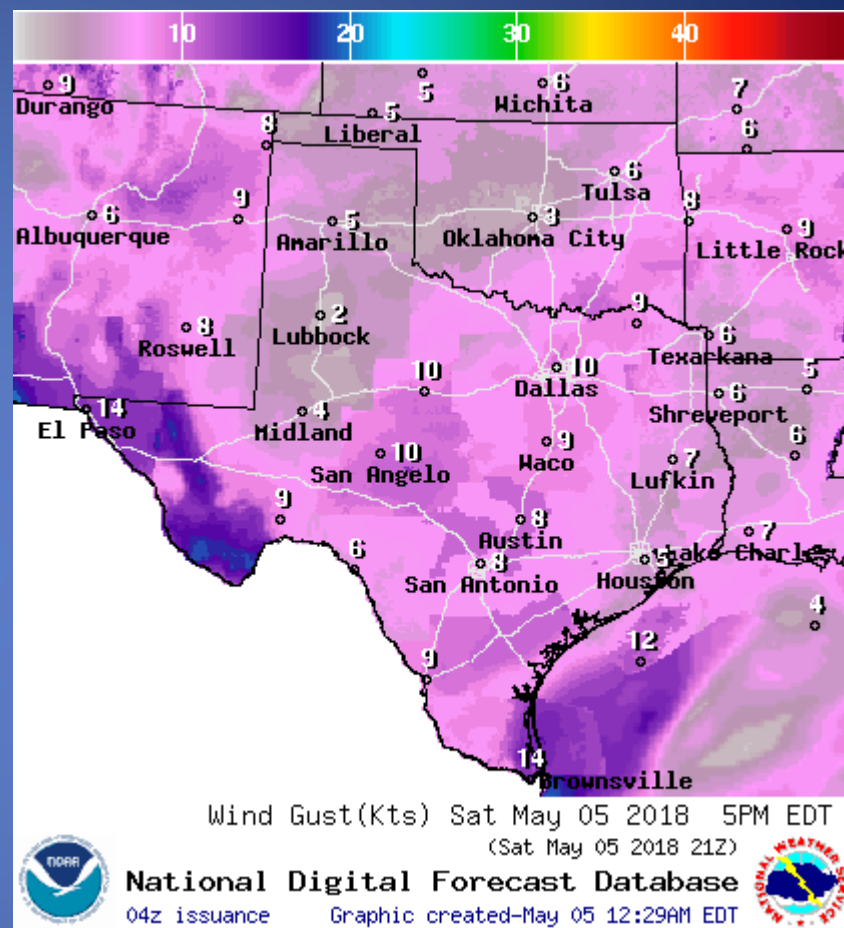 10 20 30 40
9 5 6 7
Durango Wichita
5
Liberal
8 6
6
Tulsa
6 9 5 3 8 9
Albuquerque Amarillo Oklahoma City Little Rock
8 2 9 6
Roswell Lubbock Texarkana
10 10 6 5
Dallas
14 4 Shreveport
El Paso Midland
10 9 7 6
San Angelo Waco Lufkin
9 8 7
Austin
6 8 5 Lake Charles
San Antonio Houston
4
12
9
14
Brownsville
Wind Gust(Kts) Sat May 05 2018 5PM EDT
(Sat May 05 2018 21Z)
NOAA
NATIONAL WEATHER SERVICE
National Digital Forecast Database
04z issuance Graphic created-May 05 12:29AM EDT